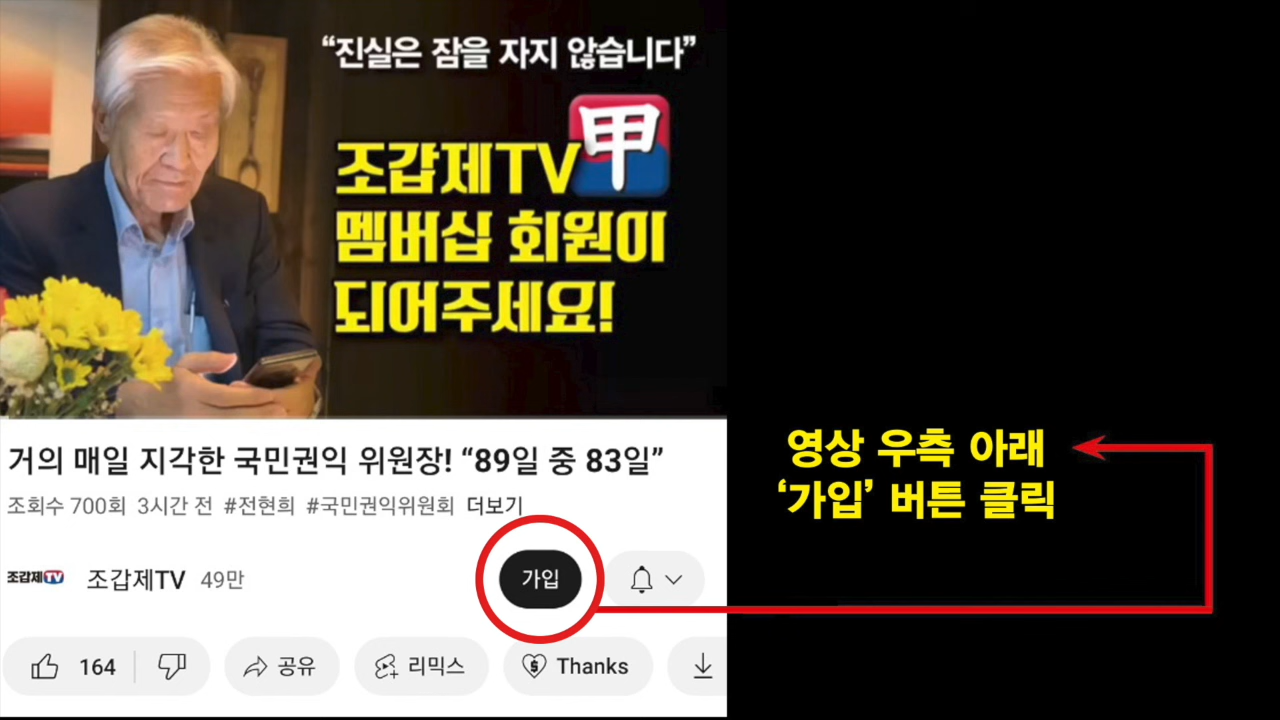 “진실은 잠을 자지 않습니다”
조갑제TV 甲
멤버십 회원이
되어주세요!
거의 매일 지각한 국민권익 위원장! “89일 중 83일”
조회수 700회 3시간 전 #전현희 #국민권익위원회 더보기
조갑제TV 조갑제TV 49만 가입
164 공유 리믹스 Thanks
영상 우측 아래
‘가입’ 버튼 클릭